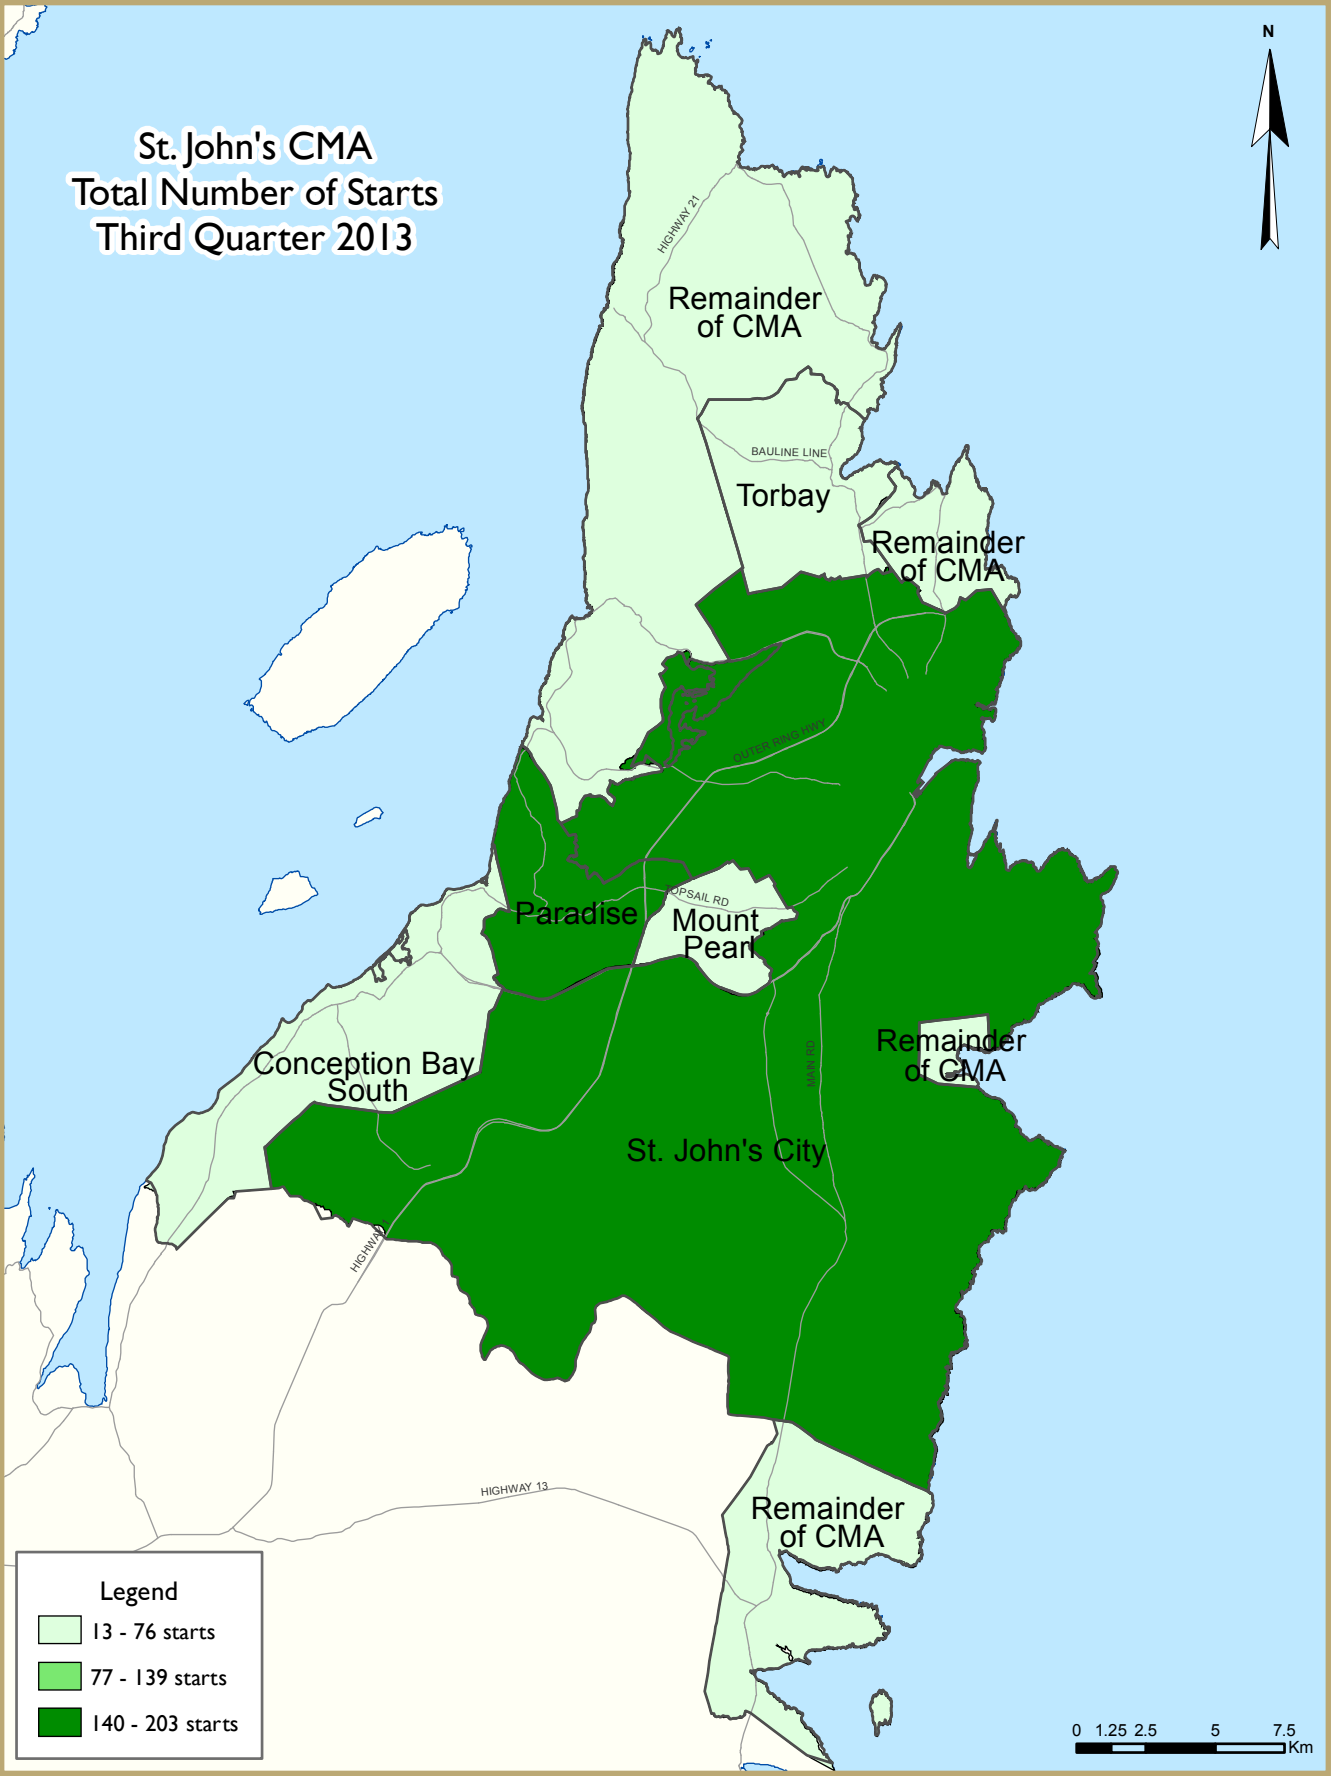 N
St. John's CMA
Total Number of Starts
Third Quarter 2013
HIGHWAY 21
Remainder
of CMA
BAULINE LINE
Torbay
Remainder
of CMA
OUTER RING HWY
TOPSAIL RD
Paradise
Mount
Pearl
Remainder
of CMA
MAIN RD
Conception Bay
South
St. John's City
HIGHWAY
HIGHWAY 13
Remainder
of CMA
Legend
13 - 76 starts
77 - 139 starts
140 - 203 starts
0 1.25 2.5 5 7.5
Km